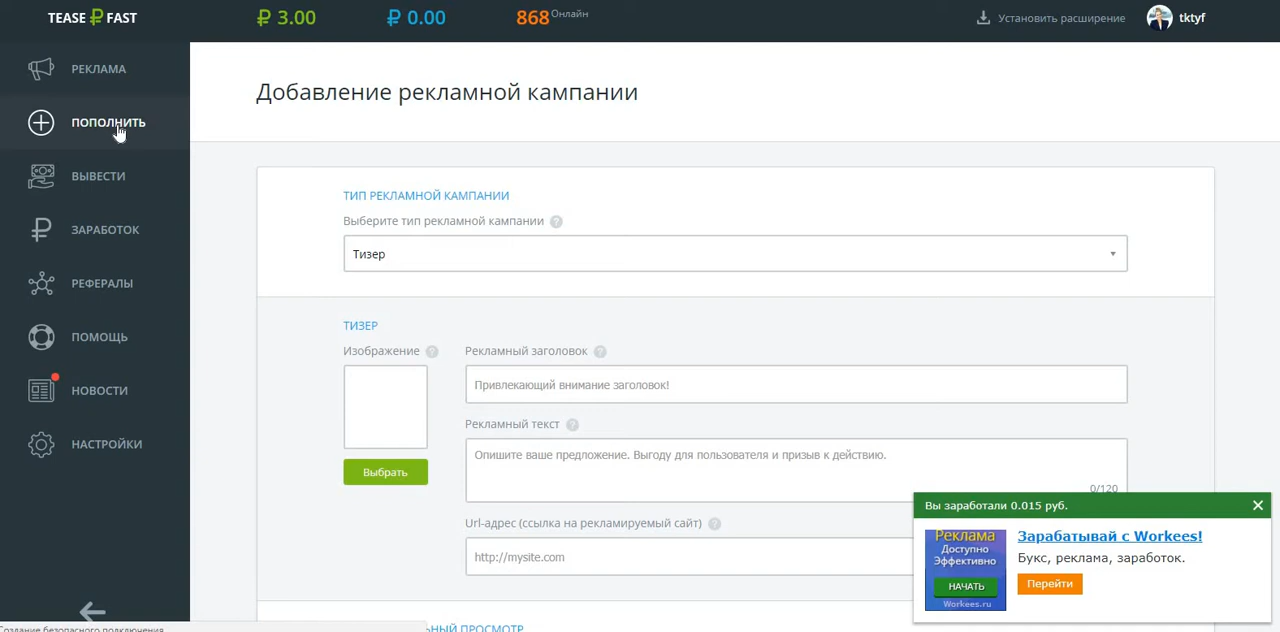 TEASE ₽ FAST
₽ 3.00
₽ 0.00
868 Онлайн
Установить расширение
tktyf
РЕКЛАМА
ПОПОЛНИТЬ
ВЫВЕСТИ
ЗАРАБОТОК
РЕФЕРАЛЫ
ПОМОЩЬ
НОВОСТИ
НАСТРОЙКИ
Добавление рекламной кампании
ТИП РЕКЛАМНОЙ КАМПАНИИ
Выберите тип рекламной кампании ?
Тизер
ТИЗЕР
Изображение ?
Выбрать
Рекламный заголовок ?
Привлекающий внимание заголовок!
Рекламный текст ?
Опишите ваше предложение. Выгоду для пользователя и призыв к действию.
0/120
Url-адрес (ссылка на рекламируемый сайт) ?
http://mysite.com
ПРОСМОТР
Вы заработали 0.015 руб.
Реклама
Доступно
Эффективно
НАЧАТЬ
Workees.ru
Зарабатывай с Workees!
Букс, реклама, заработок.
Перейти
Создание безопасного подключения